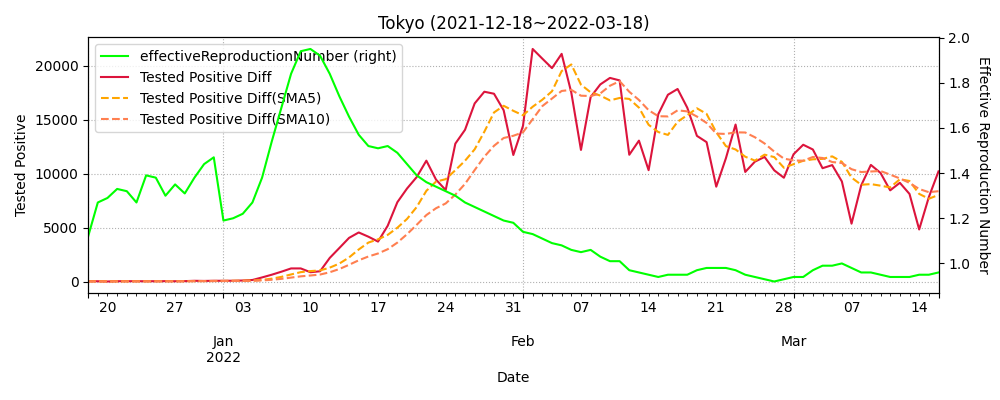 Tokyo (2021-12-18~2022-03-18)
effectiveReproductionNumber (right)
Tested Positive Diff
Tested Positive Diff(SMA5)
Tested Positive Diff(SMA10)
Tested Positive
20000
15000
10000
5000
0
2.0
1.8
1.6
1.4
1.2
1.0
Effective Reproduction Number
20 27 03 10 17 24 31 07 14 21 28 07 14
Jan Feb Mar
2022
Date